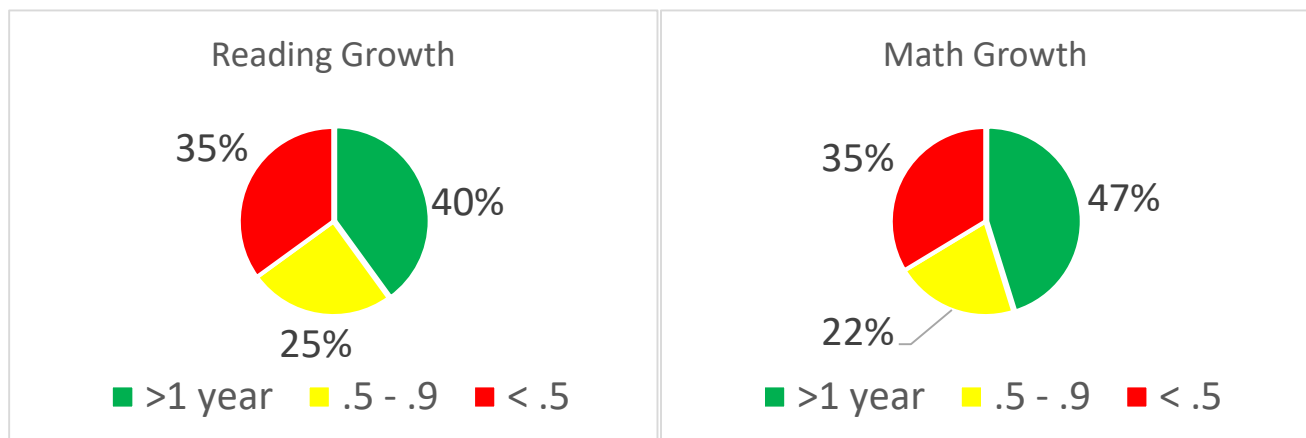 Reading Growth
35%
40%
25%
>1 year .5 - .9 < .5
Math Growth
35%
47%
22%
>1 year .5 - .9 < .5